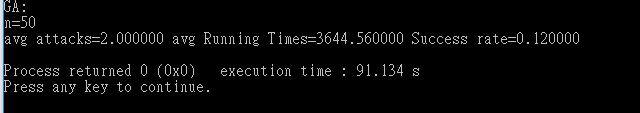 GA:
n=50
avg attacks=2.000000 avg Running Times=3644.560000 Success rate=0.120000
Process returned 0 (0x0)   execution time : 91.134 s
Press any key to continue.